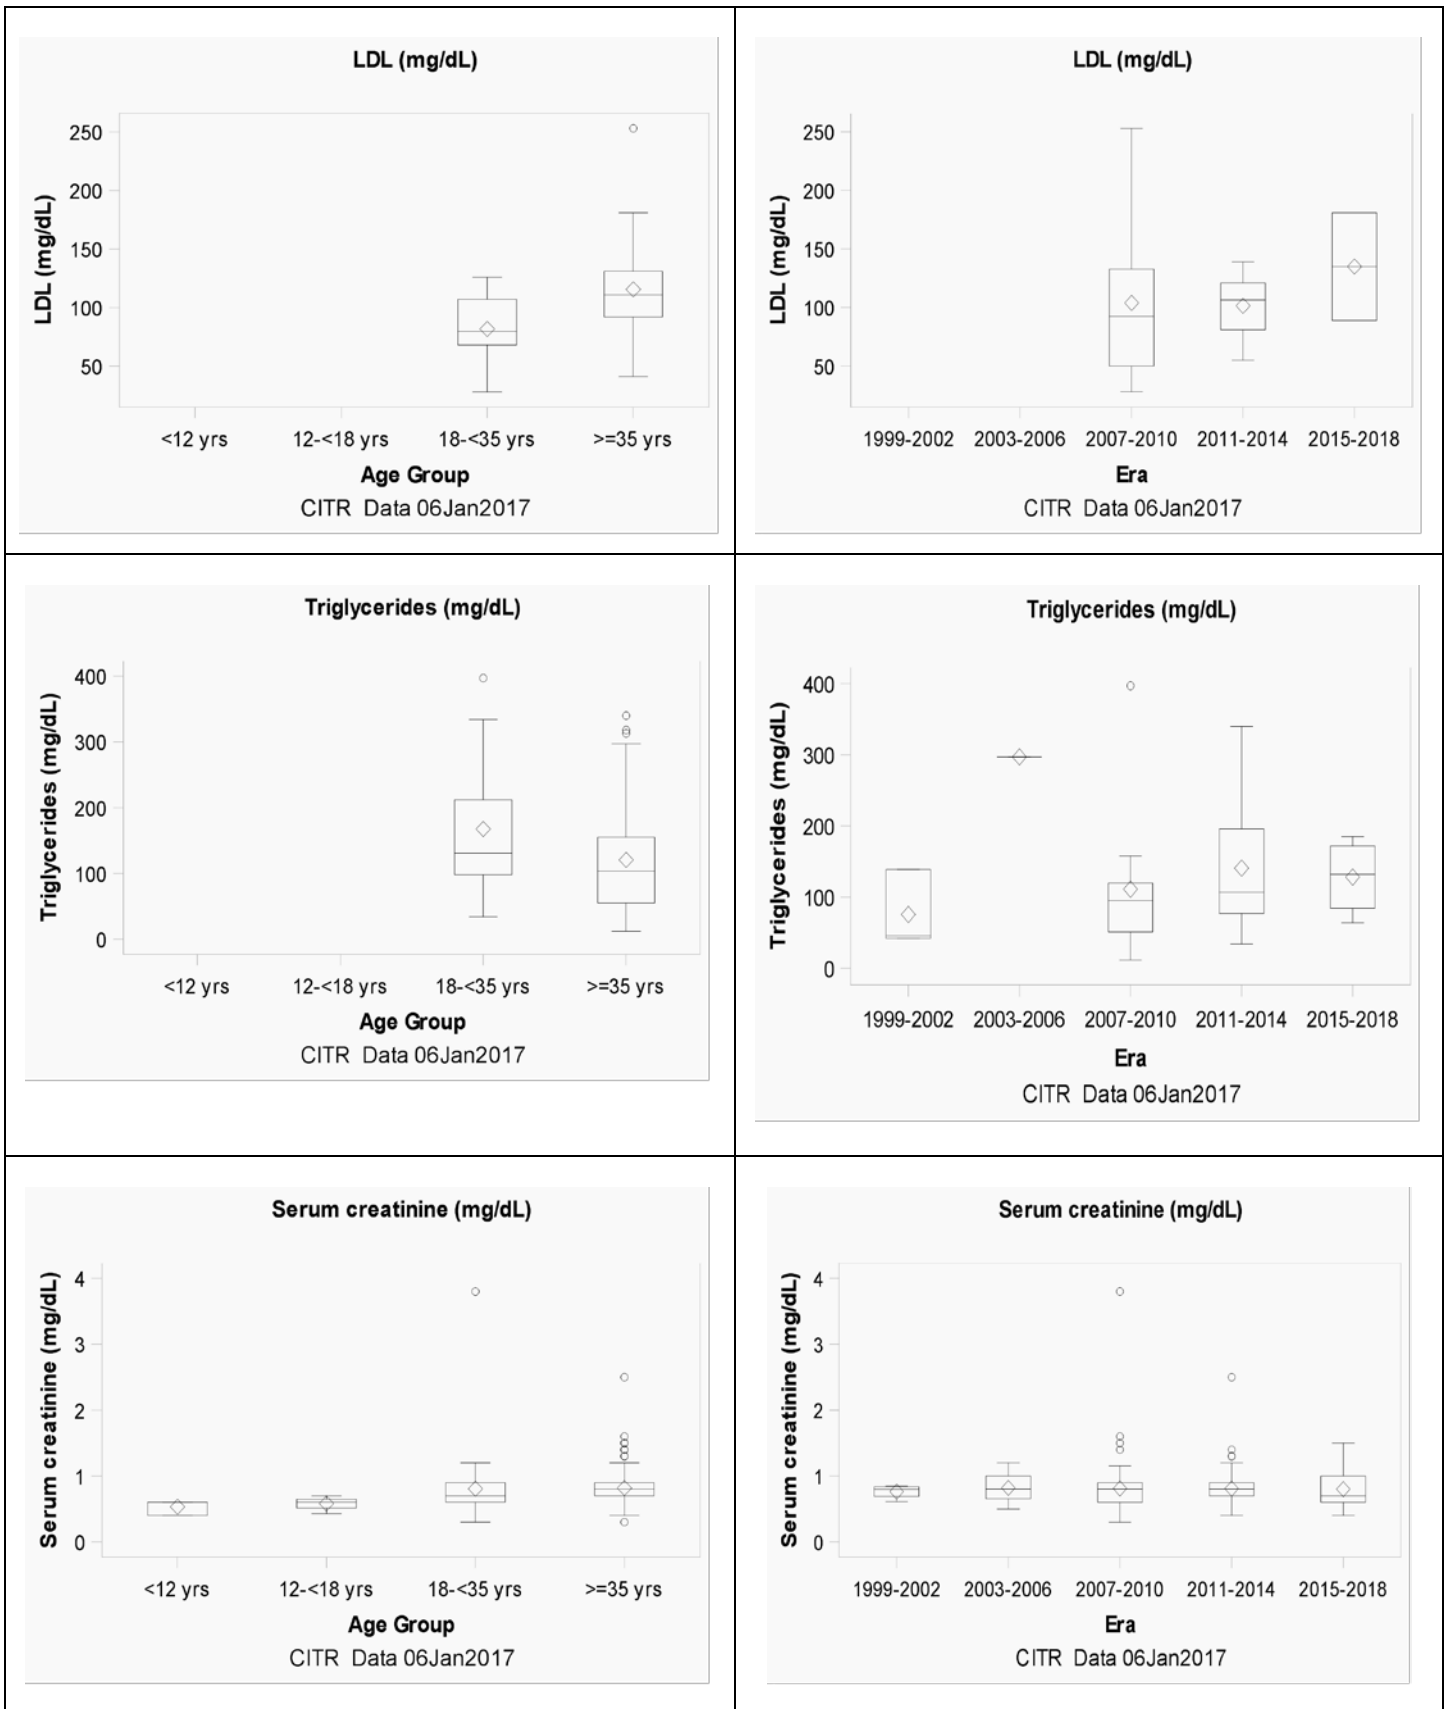 LDL (mg/dL)
LDL (mg/dL)
250
200
150
100
50
<12 yrs 12-<18 yrs 18-<35 yrs >=35 yrs
Age Group
CITR Data 06Jan2017
LDL (mg/dL)
LDL (mg/dL)
250
200
150
100
50
1999-2002 2003-2006 2007-2010 2011-2014 2015-2018
Era
CITR Data 06Jan2017
Triglycerides (mg/dL)
Triglycerides (mg/dL)
400
300
200
100
0
<12 yrs 12-<18 yrs 18-<35 yrs >=35 yrs
Age Group
CITR Data 06Jan2017
Triglycerides (mg/dL)
Triglycerides (mg/dL)
400
300
200
100
0
1999-2002 2003-2006 2007-2010 2011-2014 2015-2018
Era
CITR Data 06Jan2017
Serum creatinine (mg/dL)
Serum creatinine (mg/dL)
4
3
2
1
0
<12 yrs 12-<18 yrs 18-<35 yrs >=35 yrs
Age Group
CITR Data 06Jan2017
Serum creatinine (mg/dL)
Serum creatinine (mg/dL)
4
3
2
1
0
1999-2002 2003-2006 2007-2010 2011-2014 2015-2018
Era
CITR Data 06Jan2017